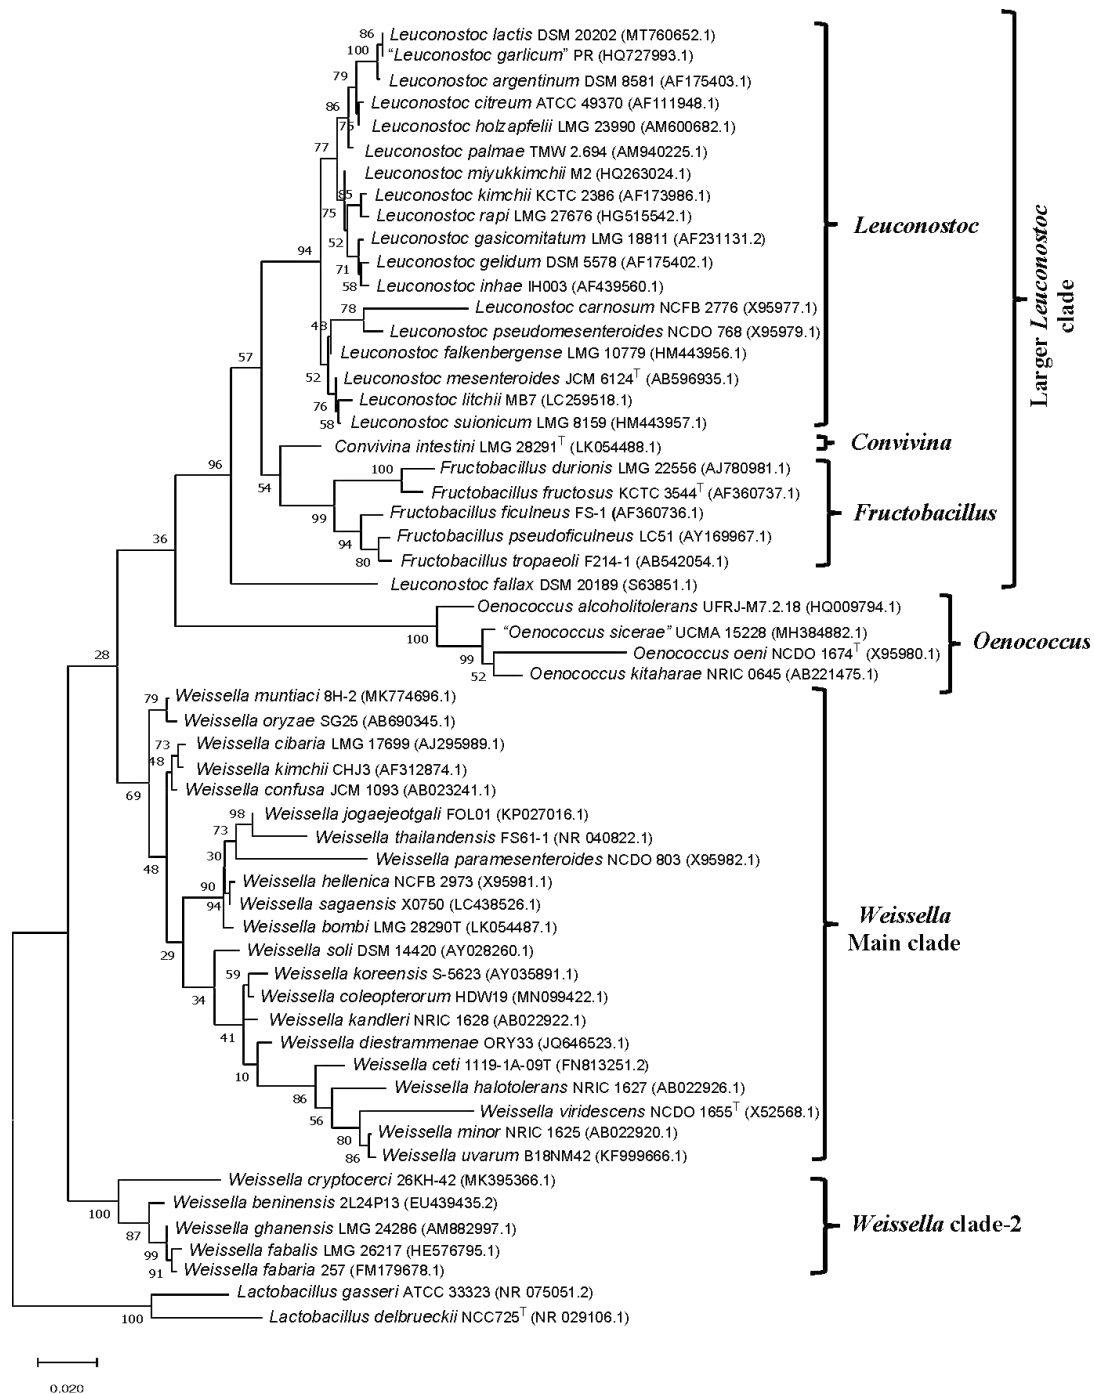 Leuconostoc lactis DSM 20202 (MT760652.1)
“Leuconostoc garlicum” PR (HQ727993.1)
Leuconostoc argentinum DSM 8581 (AF175403.1)
Leuconostoc citreum ATCC 49370 (AF111948.1)
Leuconostoc holzapfelii LMG 23990 (AM600682.1)
Leuconostoc palmae TMW 2.694 (AM940225.1)
Leuconostoc miyukkimchii M2 (HQ263024.1)
Leuconostoc kimchii KCTC 2386 (AF173986.1)
Leuconostoc rapi LMG 27676 (HG515542.1)
Leuconostoc gasicomitatum LMG 18811 (AF231131.2)
Leuconostoc gelidum DSM 5578 (AF175402.1)
Leuconostoc inhae IH003 (AF439560.1)
Leuconostoc carnosum NCFB 2776 (X95977.1)
Leuconostoc pseudomesenteroides NCDO 768 (X95979.1)
Leuconostoc falkenbergense LMG 10779 (HM443956.1)
Leuconostoc mesenteroides JCM 6124T (AB596935.1)
Leuconostoc litchii MB7 (LC259518.1)
Leuconostoc suionicum LMG 8159 (HM443957.1)
Convivina intestini LMG 28291T (LK054488.1)
Fructobacillus durionis LMG 22556 (AJ780981.1)
Fructobacillus fructosus KCTC 3544T (AF360737.1)
Fructobacillus ficulneus FS-1 (AF360736.1)
Fructobacillus pseudoficulneus LC51 (AY169967.1)
Fructobacillus tropaeoli F214-1 (AB542054.1)
Leuconostoc fallax DSM 20189 (S63851.1)
Oenococcus alcoholitolerans UFRJ-M7.2.18 (HQ009794.1)
“Oenococcus sicerae” UCMA 15228 (MH384882.1)
Oenococcus oeni NCDO 1674T (X95980.1)
Oenococcus kitaharae NRIC 0645 (AB221475.1)
Weissella muntiaci 8H-2 (MK774696.1)
Weissella oryzae SG25 (AB690345.1)
Weissella cibaria LMG 17699 (AJ295989.1)
Weissella kimchii CHJ3 (AF312874.1)
Weissella confusa JCM 1093 (AB023241.1)
Weissella jogaejeotgali FOL01 (KP027016.1)
Weissella thailandensis FS61-1 (NR 040822.1)
Weissella paramesenteroides NCDO 803 (X95982.1)
Weissella hellenica NCFB 2973 (X95981.1)
Weissella sagaensis X0750 (LC438526.1)
Weissella bombi LMG 28290T (LK054487.1)
Weissella soli DSM 14420 (AY028260.1)
Weissella koreensis S-5623 (AY035891.1)
Weissella coleopterorum HDW19 (MN099422.1)
Weissella kandleri NRIC 1628 (AB022922.1)
Weissella diestrammenae ORY33 (JQ646523.1)
Weissella ceti 1119-1A-09T (FN813251.2)
Weissella halotolerans NRIC 1627 (AB022926.1)
Weissella viridescens NCDO 1655T (X52568.1)
Weissella minor NRIC 1625 (AB022920.1)
Weissella uvarum B18NM42 (KF999666.1)
Weissella cryptocerci 26KH-42 (MK395366.1)
Weissella beninensis 2L24P13 (EU439435.2)
Weissella ghanensis LMG 24286 (AM882997.1)
Weissella fabalis LMG 26217 (HE576795.1)
Weissella fabaria 257 (FM179678.1)
Lactobacillus gasseri ATCC 33323 (NR 075051.2)
Lactobacillus delbrueckii NCC725T (NR 029106.1)
86
100
79
86
75
77
85
75
52
71
58
94
78
48
52
76
58
57
100
54
99
94
80
96
36
100
99
52
28
79
73
48
69
98
73
30
90
94
48
29
59
34
41
10
86
56
80
86
100
87
99
91
100
Leuconostoc
Convivina
Fructobacillus
Larger Leuconostoc
clade
Oenococcus
Weissella
Main clade
Weissella clade-2
0.020